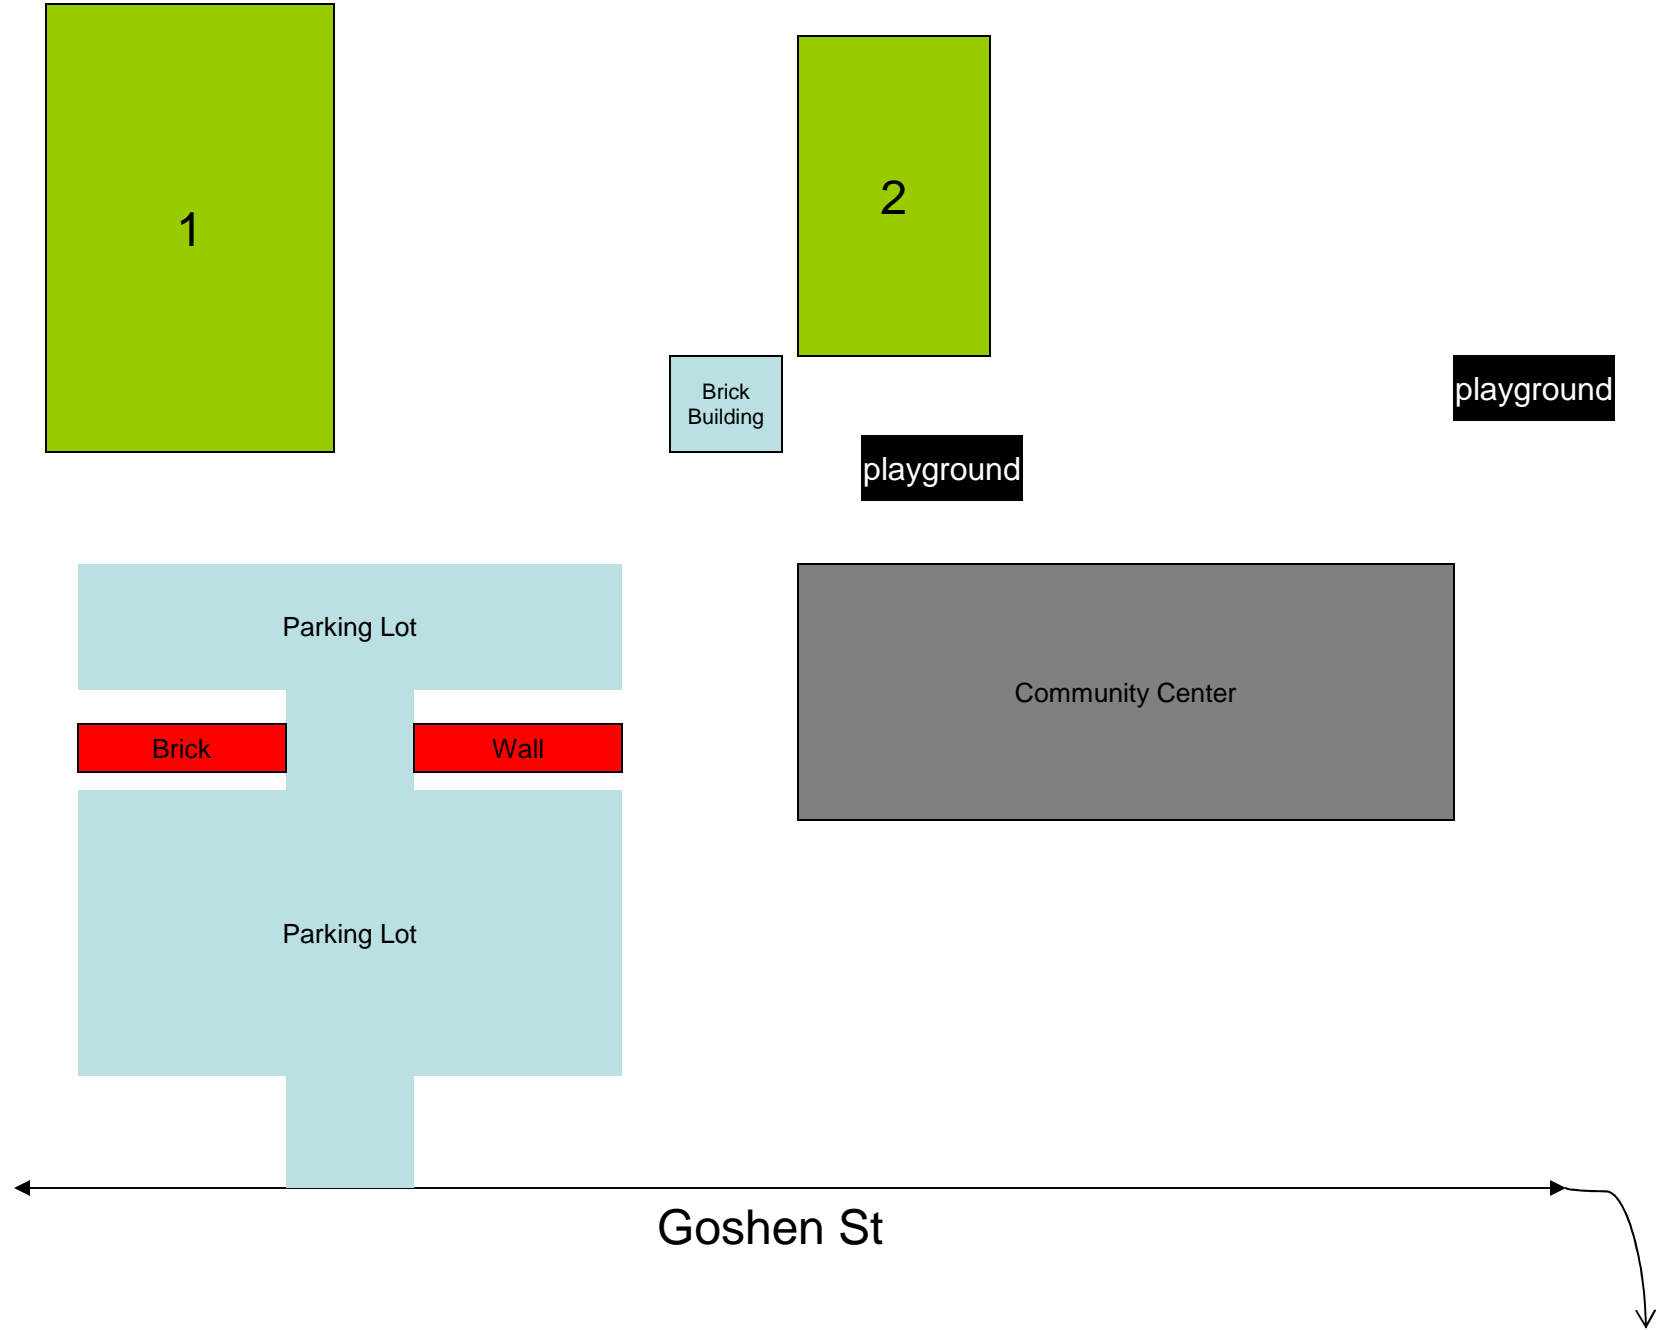 1
2
Brick
Building
playground
playground
Parking Lot
Community Center
Brick
Wall
Parking Lot
Goshen St